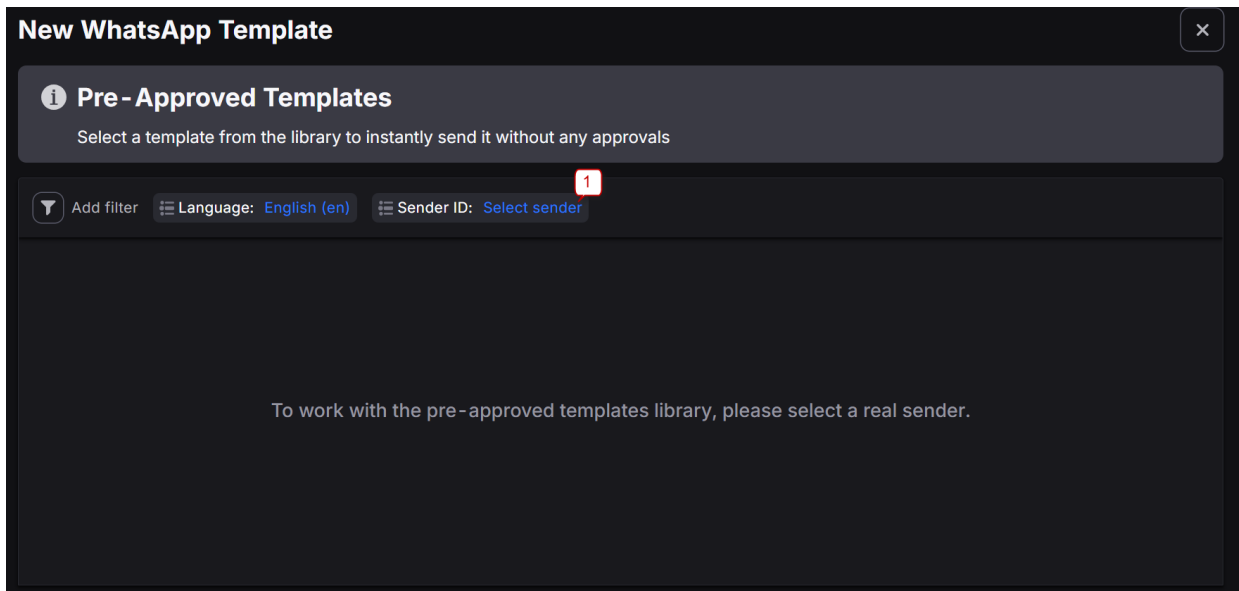 New WhatsApp Template
Pre-Approved Templates
Select a template from the library to instantly send it without any approvals
1
Add filter Language: English (en) Sender ID: Select sender
To work with the pre-approved templates library, please select a real sender.